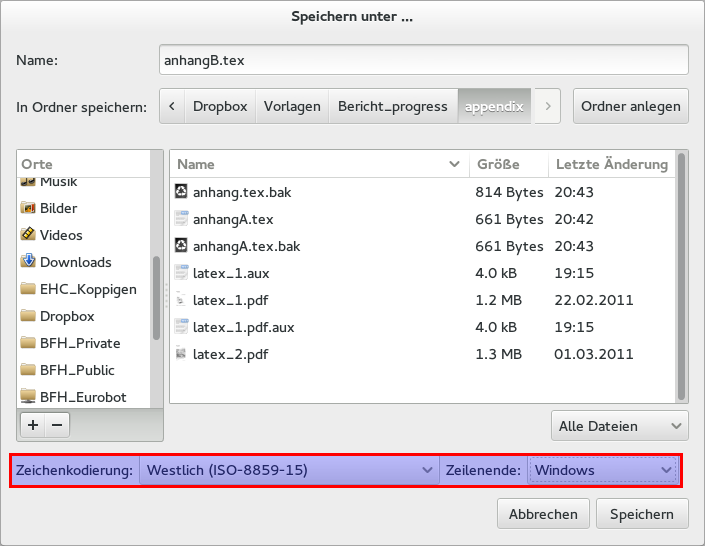 Speichern unter ...
Name: anhangB.tex
In Ordner speichern: < Dropbox Vorlagen Bericht_progress appendix > Ordner anlegen
Orte
Musik
Bilder
Videos
Downloads
EHC_Koppigen
Dropbox
BFH_Private
BFH_Public
BFH_Eurobot
+ −
Name Größe Letzte Änderung
anhang.tex.bak 814 Bytes 20:43
anhangA.tex 661 Bytes 20:42
anhangA.tex.bak 661 Bytes 20:43
latex_1.aux 4.0 kB 19:15
latex_1.pdf 1.2 MB 22.02.2011
latex_1.pdf.aux 4.0 kB 19:15
latex_2.pdf 1.3 MB 01.03.2011
Alle Dateien
Zeichenkodierung: Westlich (ISO-8859-15) Zeilenende: Windows
Abbrechen Speichern